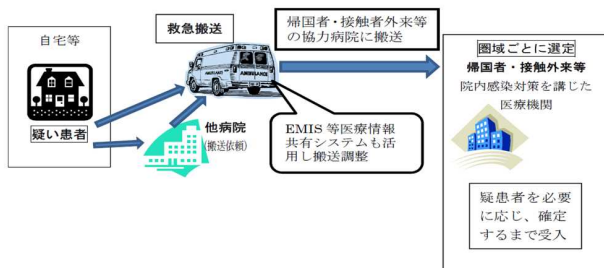 自宅等
疑い患者
救急搬送
他病院
(搬送依頼)
AMBULANCE
帰国者・接触者外来等
の協力病院に搬送
EMIS 等医療情報
共有システムも活
用し搬送調整
圏域ごとに選定
帰国者・接触外来等
院内感染対策を講じた
医療機関
疑患者を必要
に応じ、確定
するまで受入